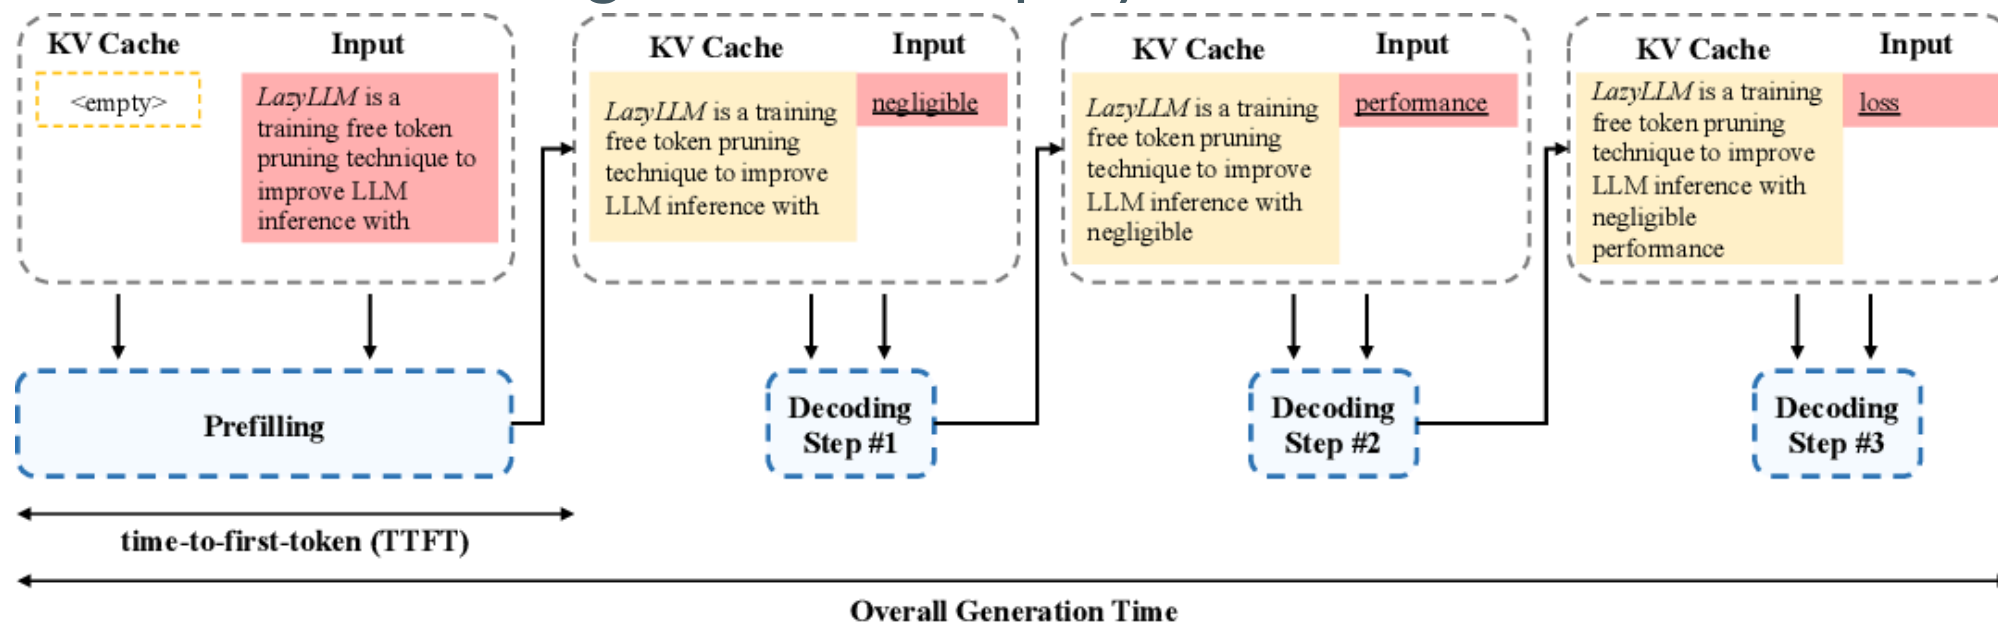 KV Cache
Input
<empty>
LazyLLM is a
training free token
pruning technique to
improve LLM
inference with
KV Cache
Input
LazyLLM is a training
free token pruning
technique to improve
LLM inference with
negligible
KV Cache
Input
LazyLLM is a training
free token pruning
technique to improve
LLM inference with
negligible
performance
KV Cache
Input
LazyLLM is a training
free token pruning
technique to improve
LLM inference with
negligible
performance
loss
Prefilling
Decoding
Step #1
Decoding
Step #2
Decoding
Step #3
time-to-first-token (TTFT)
Overall Generation Time